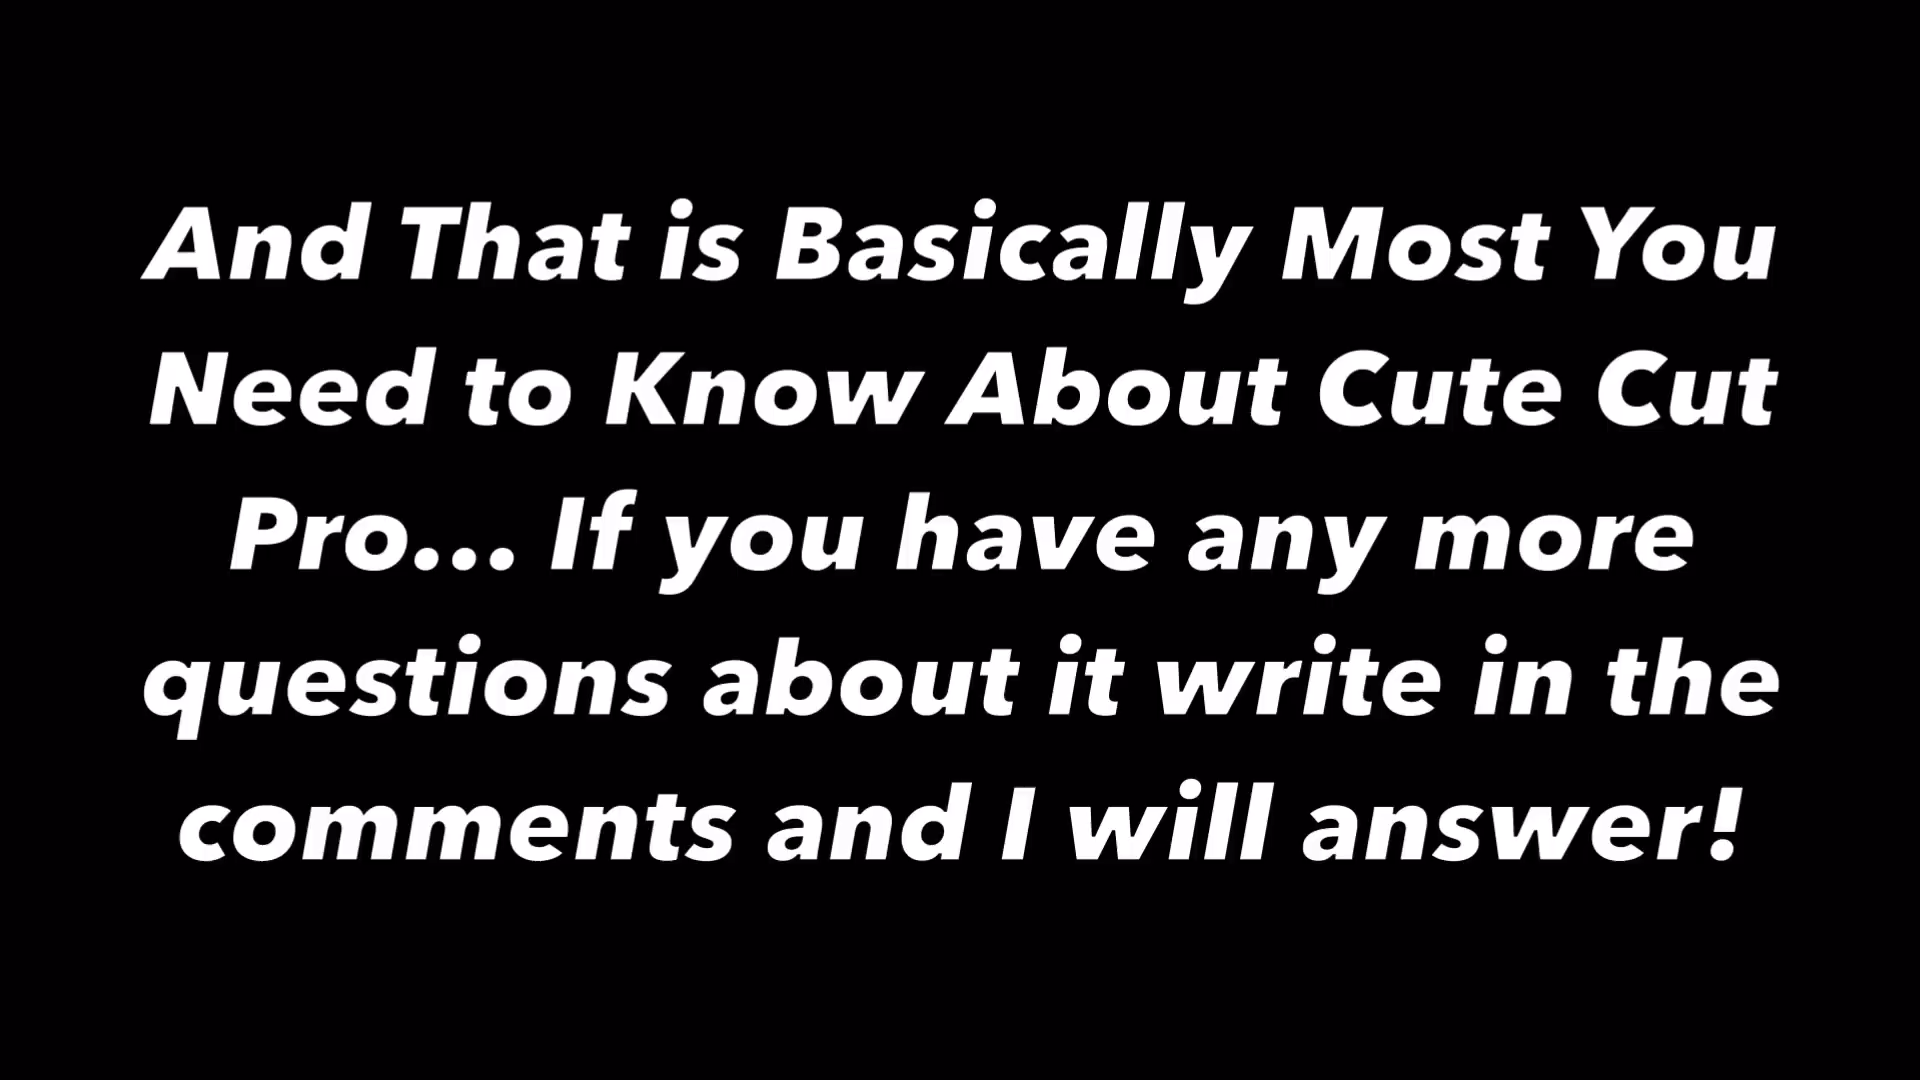 And That is Basically Most You
Need to Know About Cute Cut
Pro... If you have any more
questions about it write in the
comments and I will answer!